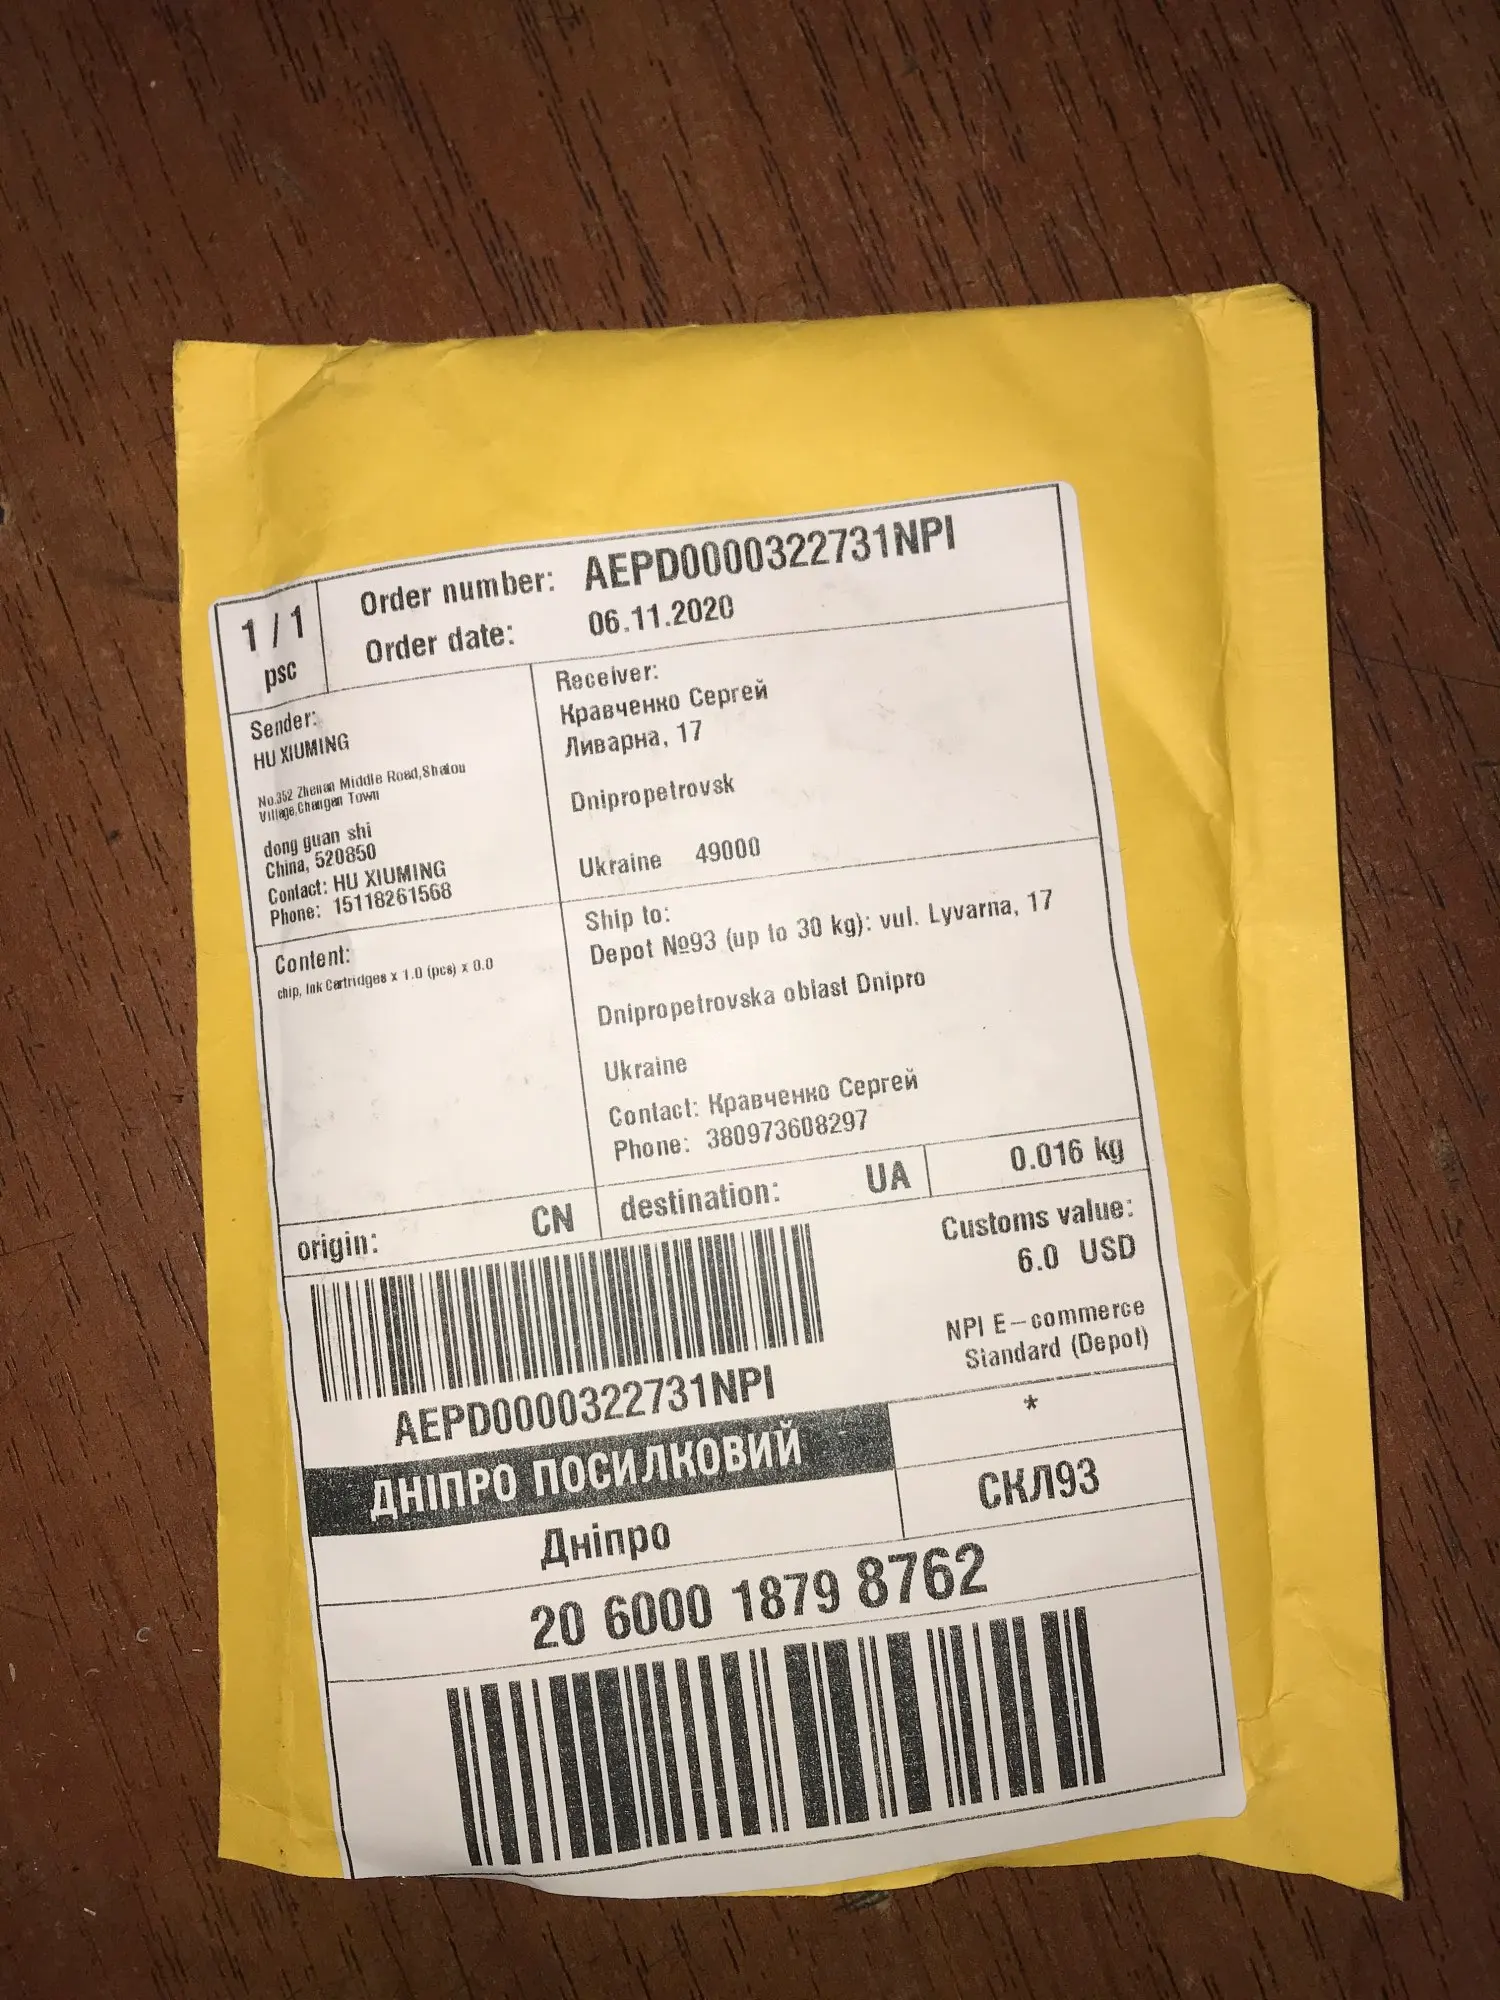 1 / 1
psc
Order number: AEPD0000322731NPI
Order date: 06.11.2020
Sender:
HU XIUMING
No.352 Zhenan Middle Road,Shatou
Village,Changan Town
dong guan shi
China, 520850
Contact: HU XIUMING
Phone: 15118261568
Receiver:
Кравченко Сергей
Ливарна, 17
Dnipropetrovsk
Ukraine 49000
Content:
chip, Ink Cartridges x 1.0 (pcs) x 0.0
Ship to:
Depot №93 (up to 30 kg): vul. Lyvarna, 17
Dnipropetrovska oblast Dnipro
Ukraine
Contact: Кравченко Сергей
Phone: 380973608297
origin: CN
destination: UA
0.016 kg
Customs value:
6.0 USD
NPI E-commerce
Standard (Depot)
AEPD0000322731NPI
ДНІПРО ПОСИЛКОВИЙ
*
Дніпро
СКЛ93
20 6000 1879 8762